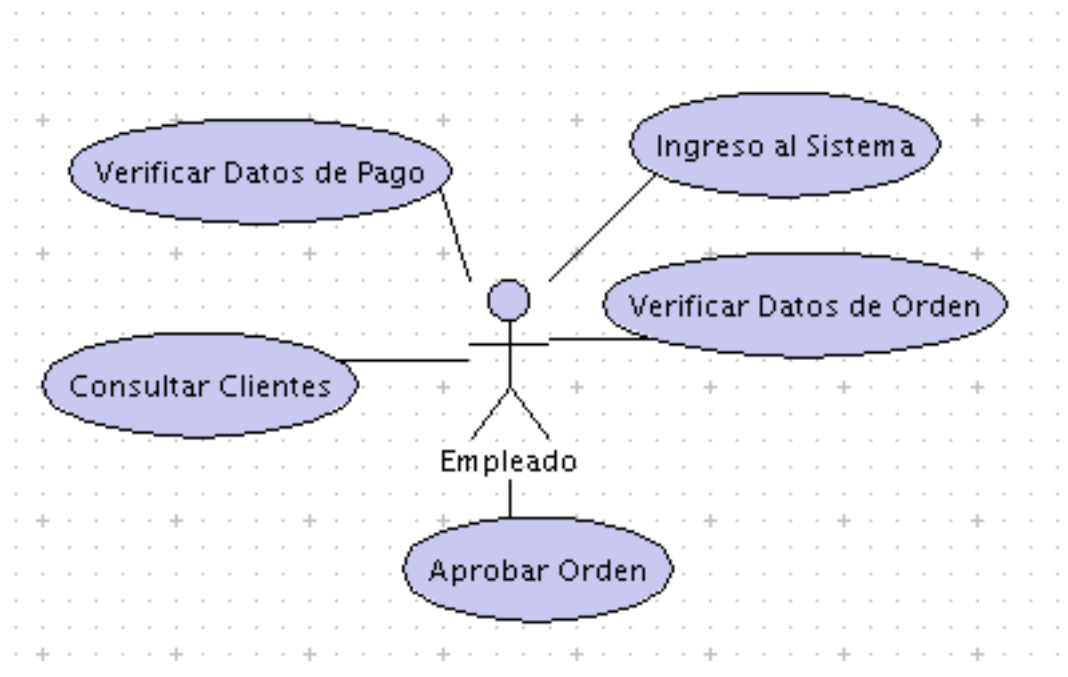 Ingreso al Sistema
Verificar Datos de Pago
Verificar Datos de Orden
Consultar Clientes
Empleado
Aprobar Orden